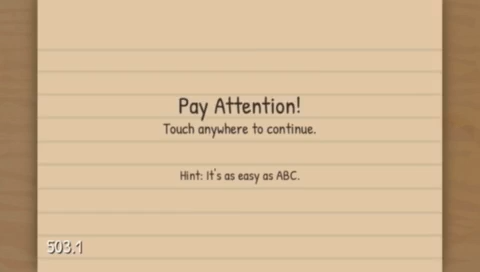 Pay Attention!
Touch anywhere to continue.
Hint: It's as easy as ABC.
503.1